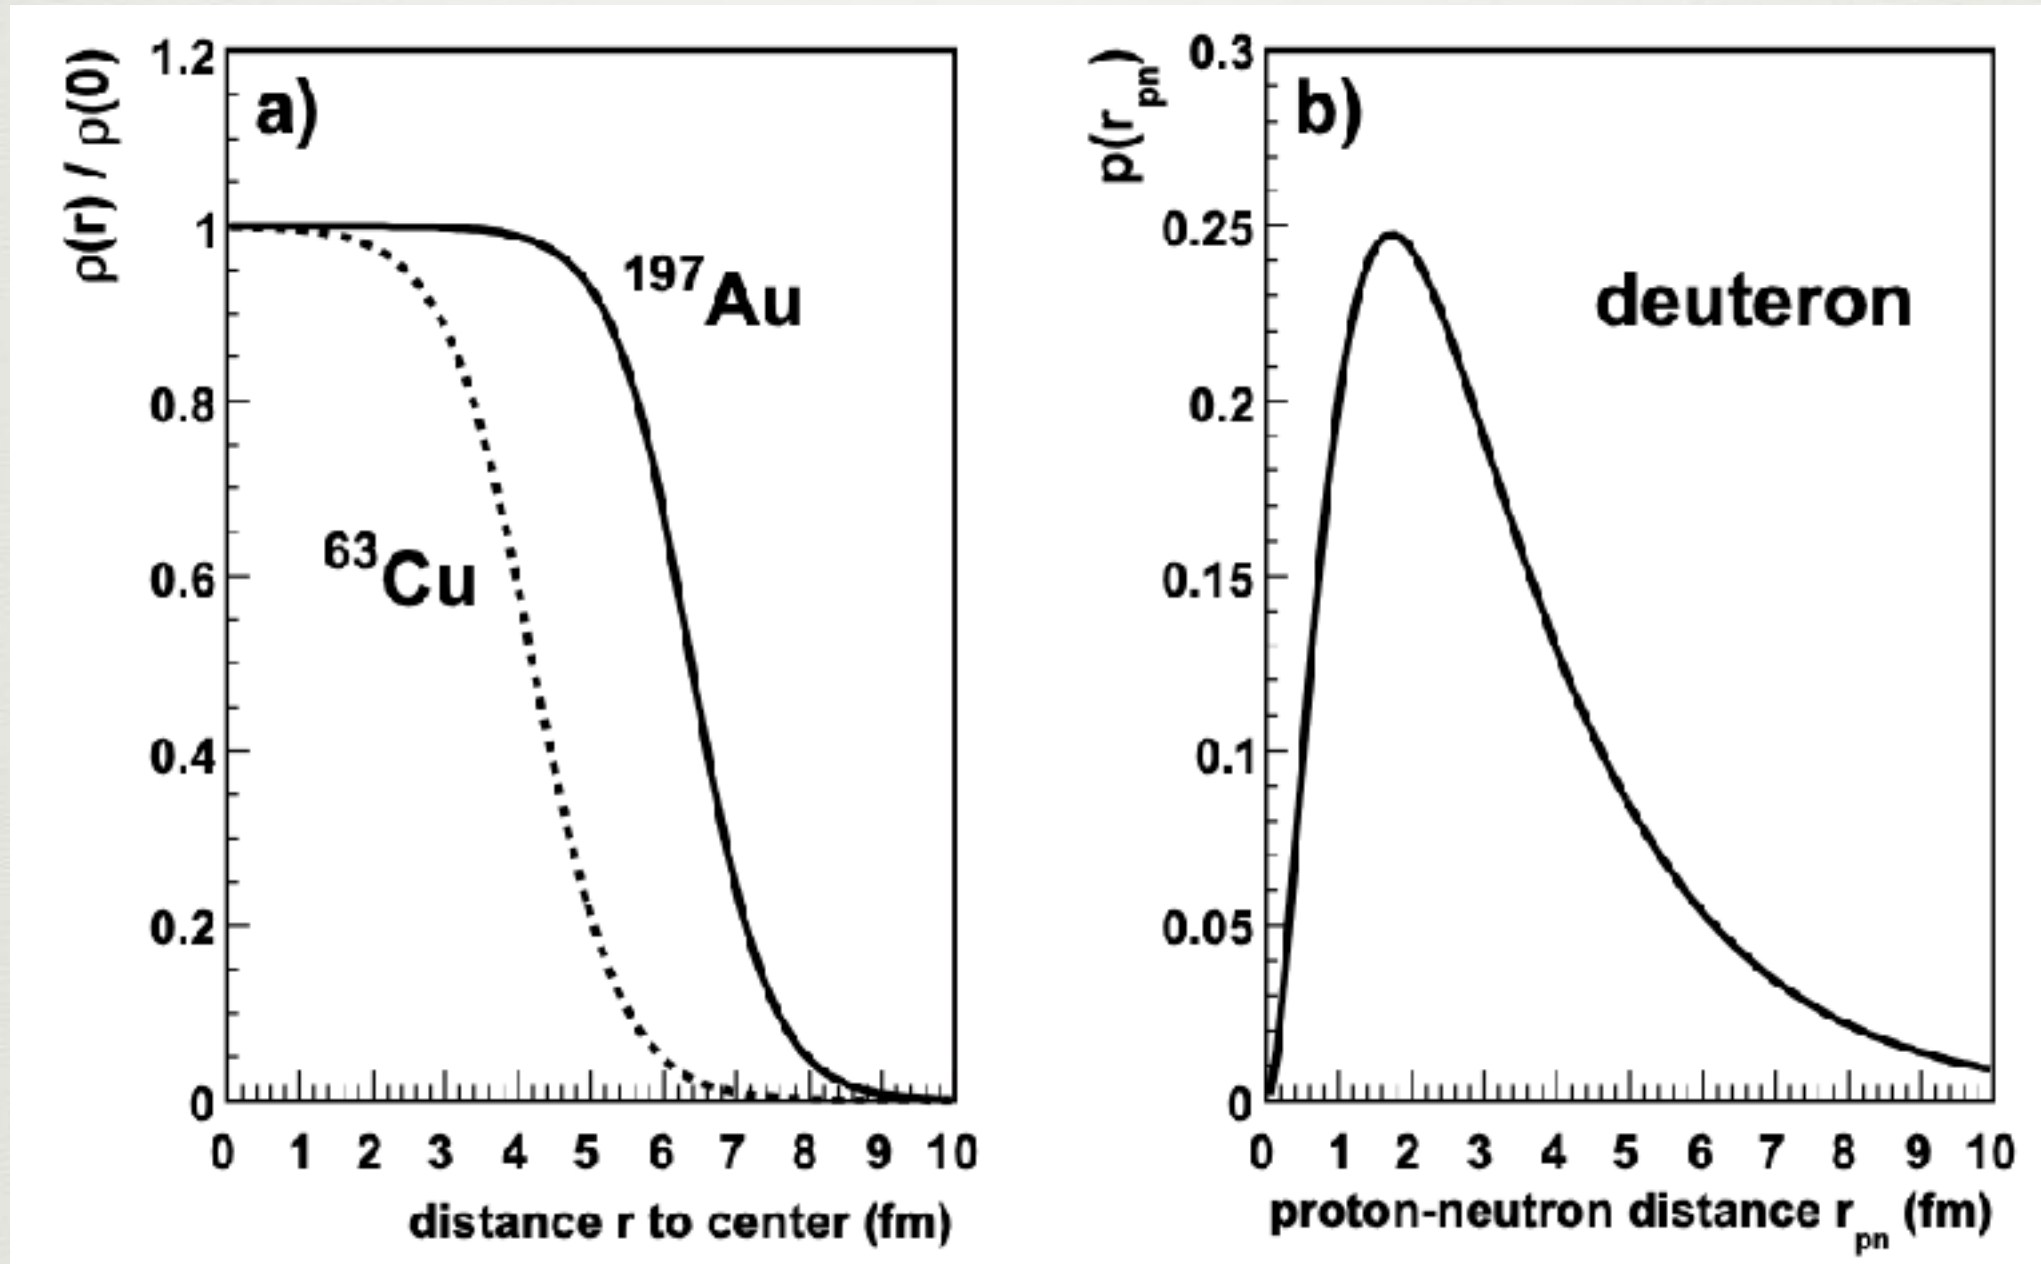 a)
ρ(r) / ρ(0)
1.2
1
0.8
0.6
0.4
0.2
0
¹⁹⁷Au
⁶³Cu
0 1 2 3 4 5 6 7 8 9 10
distance r to center (fm)
b)
p(r_pn)
0.3
0.25
0.2
0.15
0.1
0.05
0
deuteron
0 1 2 3 4 5 6 7 8 9 10
proton-neutron distance r_pn (fm)